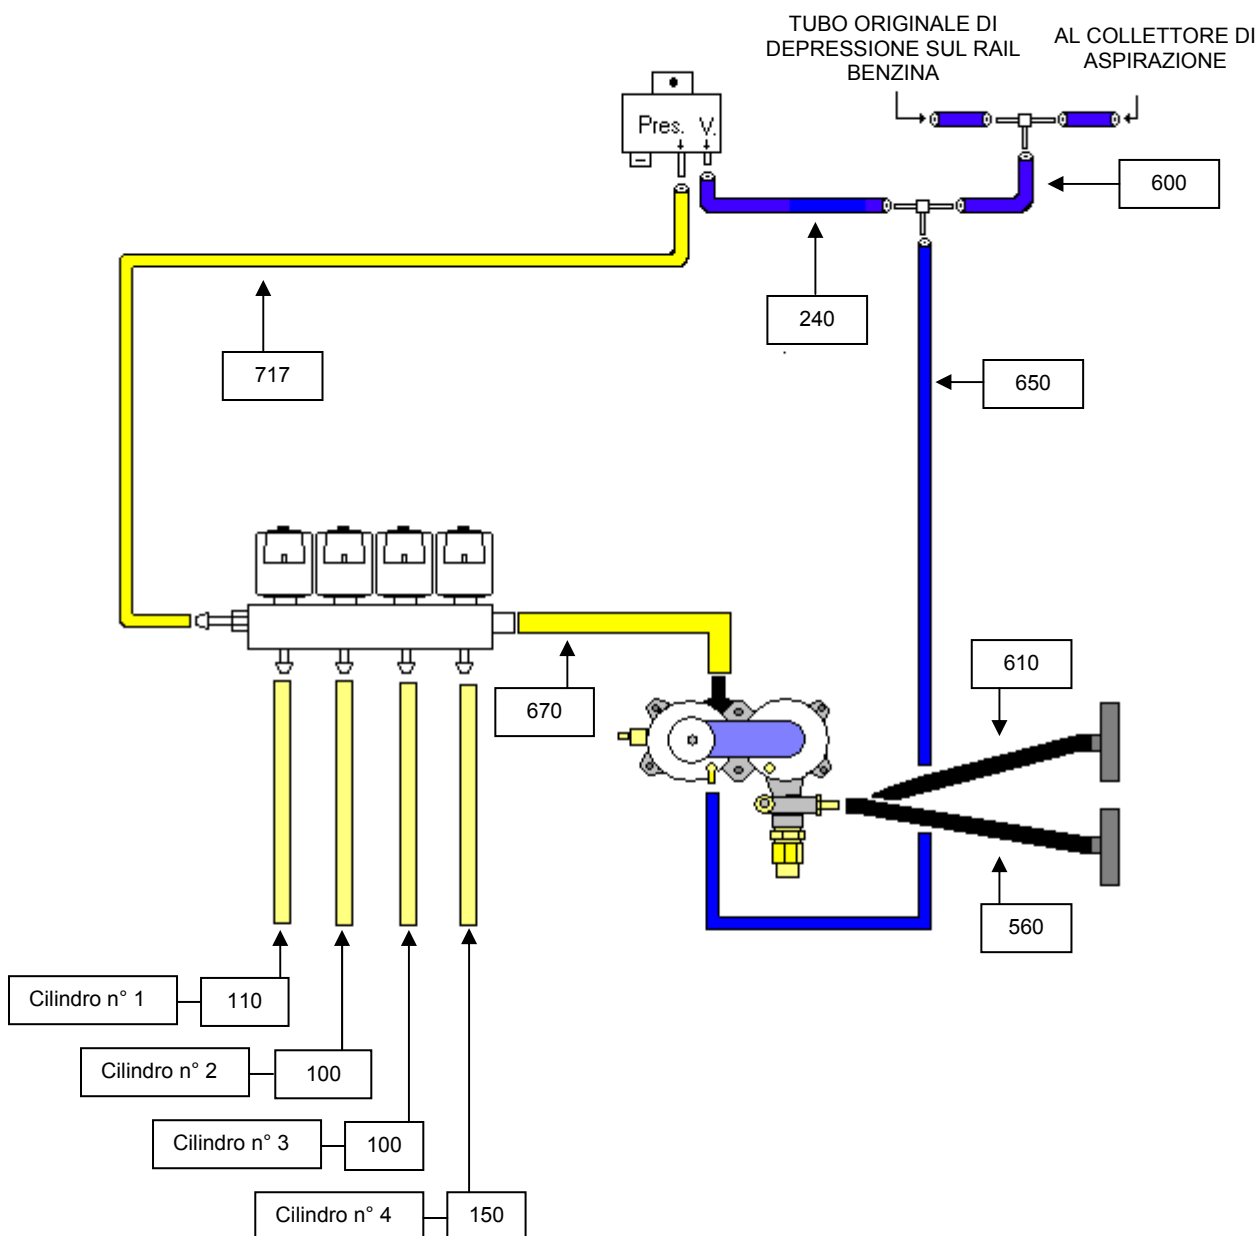 TUBO ORIGINALE DI
DEPRESSIONE SUL RAIL
BENZINA
AL COLLETTORE DI
ASPIRAZIONE
Pres. V.
600
240
717
650
610
670
560
Cilindro n° 1
110
Cilindro n° 2
100
Cilindro n° 3
100
Cilindro n° 4
150